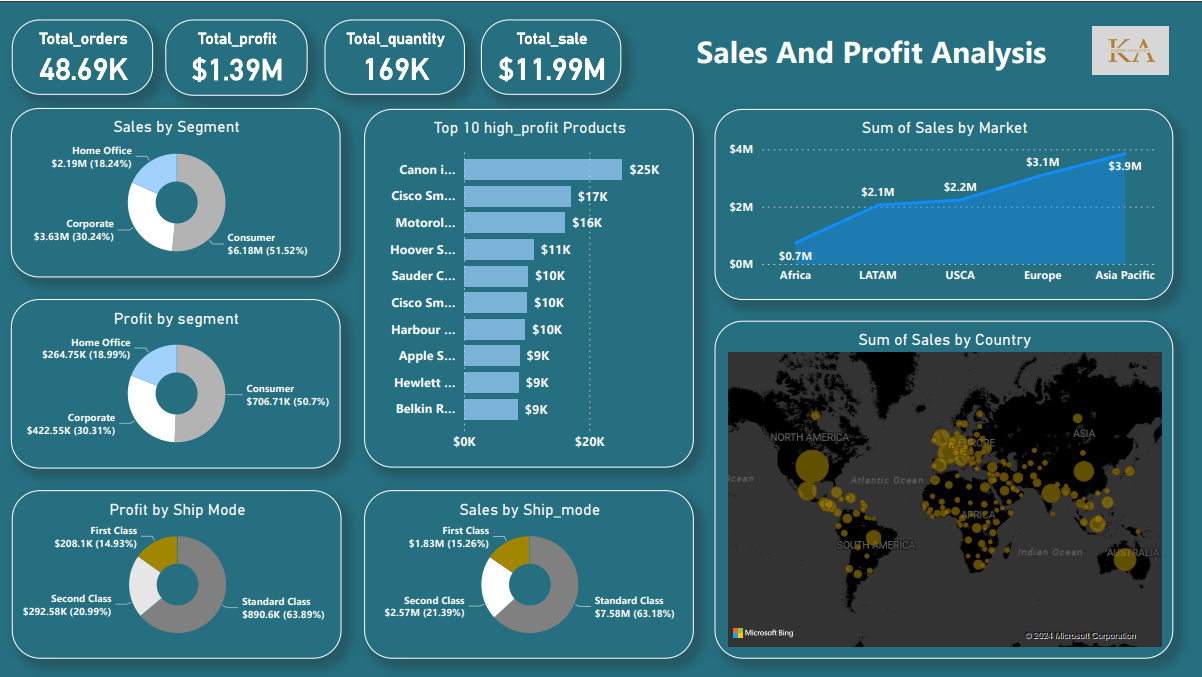 Total_orders
48.69K
Total_profit
$1.39M
Total_quantity
169K
Total_sale
$11.99M
Sales And Profit Analysis
KA
Sales by Segment
Home Office
$2.19M (18.24%)
Corporate
$3.63M (30.24%)
Consumer
$6.18M (51.52%)
Top 10 high_profit Products
Canon i... $25K
Cisco Sm... $17K
Motorol... $16K
Hoover S... $11K
Sauder C... $10K
Cisco Sm... $10K
Harbour ... $10K
Apple S... $9K
Hewlett ... $9K
Belkin R... $9K
$0K $20K
Sum of Sales by Market
$4M
$2M
$0M
$0.7M
$2.1M
$2.2M
$3.1M
$3.9M
Africa LATAM USCA Europe Asia Pacific
Profit by segment
Home Office
$264.75K (18.99%)
Corporate
$422.55K (30.31%)
Consumer
$706.71K (50.7%)
Sum of Sales by Country
NORTH AMERICA
EUROPE
ASIA
cean
Atlantic Ocean
AFRICA
SOUTH AMERICA
Indian Ocean
AUSTRALIA
Microsoft Bing
© 2024 Microsoft Corporation
Profit by Ship Mode
First Class
$208.1K (14.93%)
Second Class
$292.58K (20.99%)
Standard Class
$890.6K (63.89%)
Sales by Ship_mode
First Class
$1.83M (15.26%)
Second Class
$2.57M (21.39%)
Standard Class
$7.58M (63.18%)